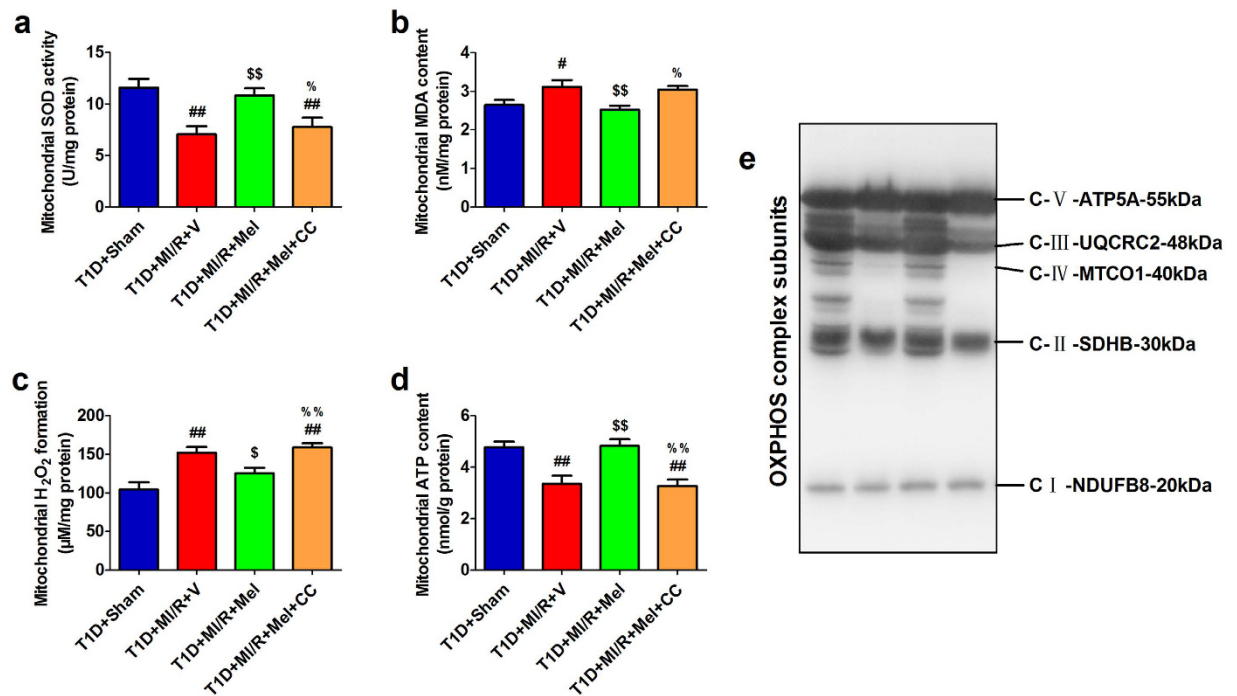 a
Mitochondrial SOD activity
(U/mg protein)
15
10
5
0
##
$$
%
##
T1D+Sham
T1D+MI/R+V
T1D+MI/R+Mel
T1D+MI/R+Mel+CC
b
Mitochondrial MDA content
(nM/mg protein)
4
3
2
1
0
#
$$
%
T1D+Sham
T1D+MI/R+V
T1D+MI/R+Mel
T1D+MI/R+Mel+CC
c
Mitochondrial H₂O₂ formation
(μM/mg protein)
200
150
100
50
0
##
$
%%
##
T1D+Sham
T1D+MI/R+V
T1D+MI/R+Mel
T1D+MI/R+Mel+CC
d
Mitochondrial ATP content
(nmol/g protein)
6
4
2
0
##
$$
%%
##
T1D+Sham
T1D+MI/R+V
T1D+MI/R+Mel
T1D+MI/R+Mel+CC
e
OXPHOS complex subunits
C-Ⅴ-ATP5A-55kDa
C-Ⅲ-UQCRC2-48kDa
C-Ⅳ-MTCO1-40kDa
C-Ⅱ-SDHB-30kDa
CⅠ-NDUFB8-20kDa